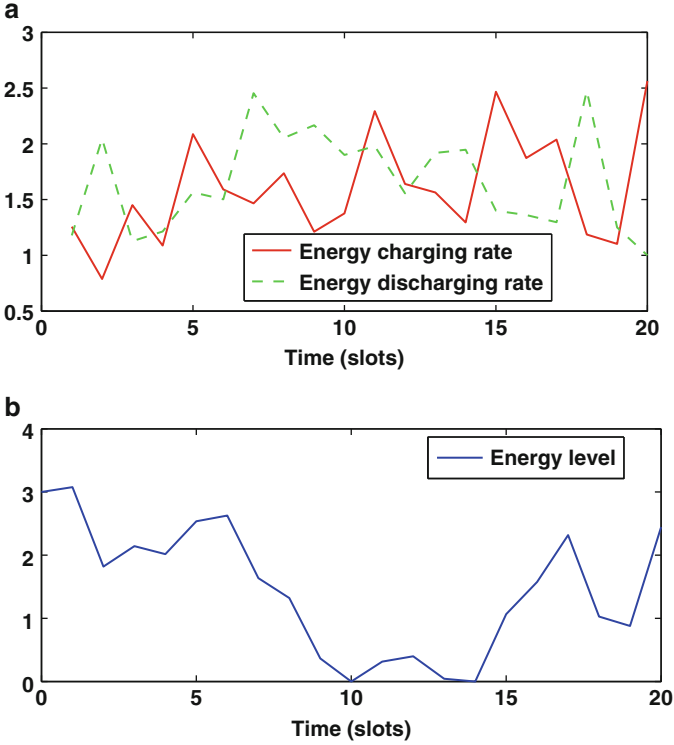 a
3
2.5
2
1.5
1
0.5
Energy charging rate
Energy discharging rate
0 5 10 15 20
Time (slots)
b
4
3
2
1
0
Energy level
0 5 10 15 20
Time (slots)